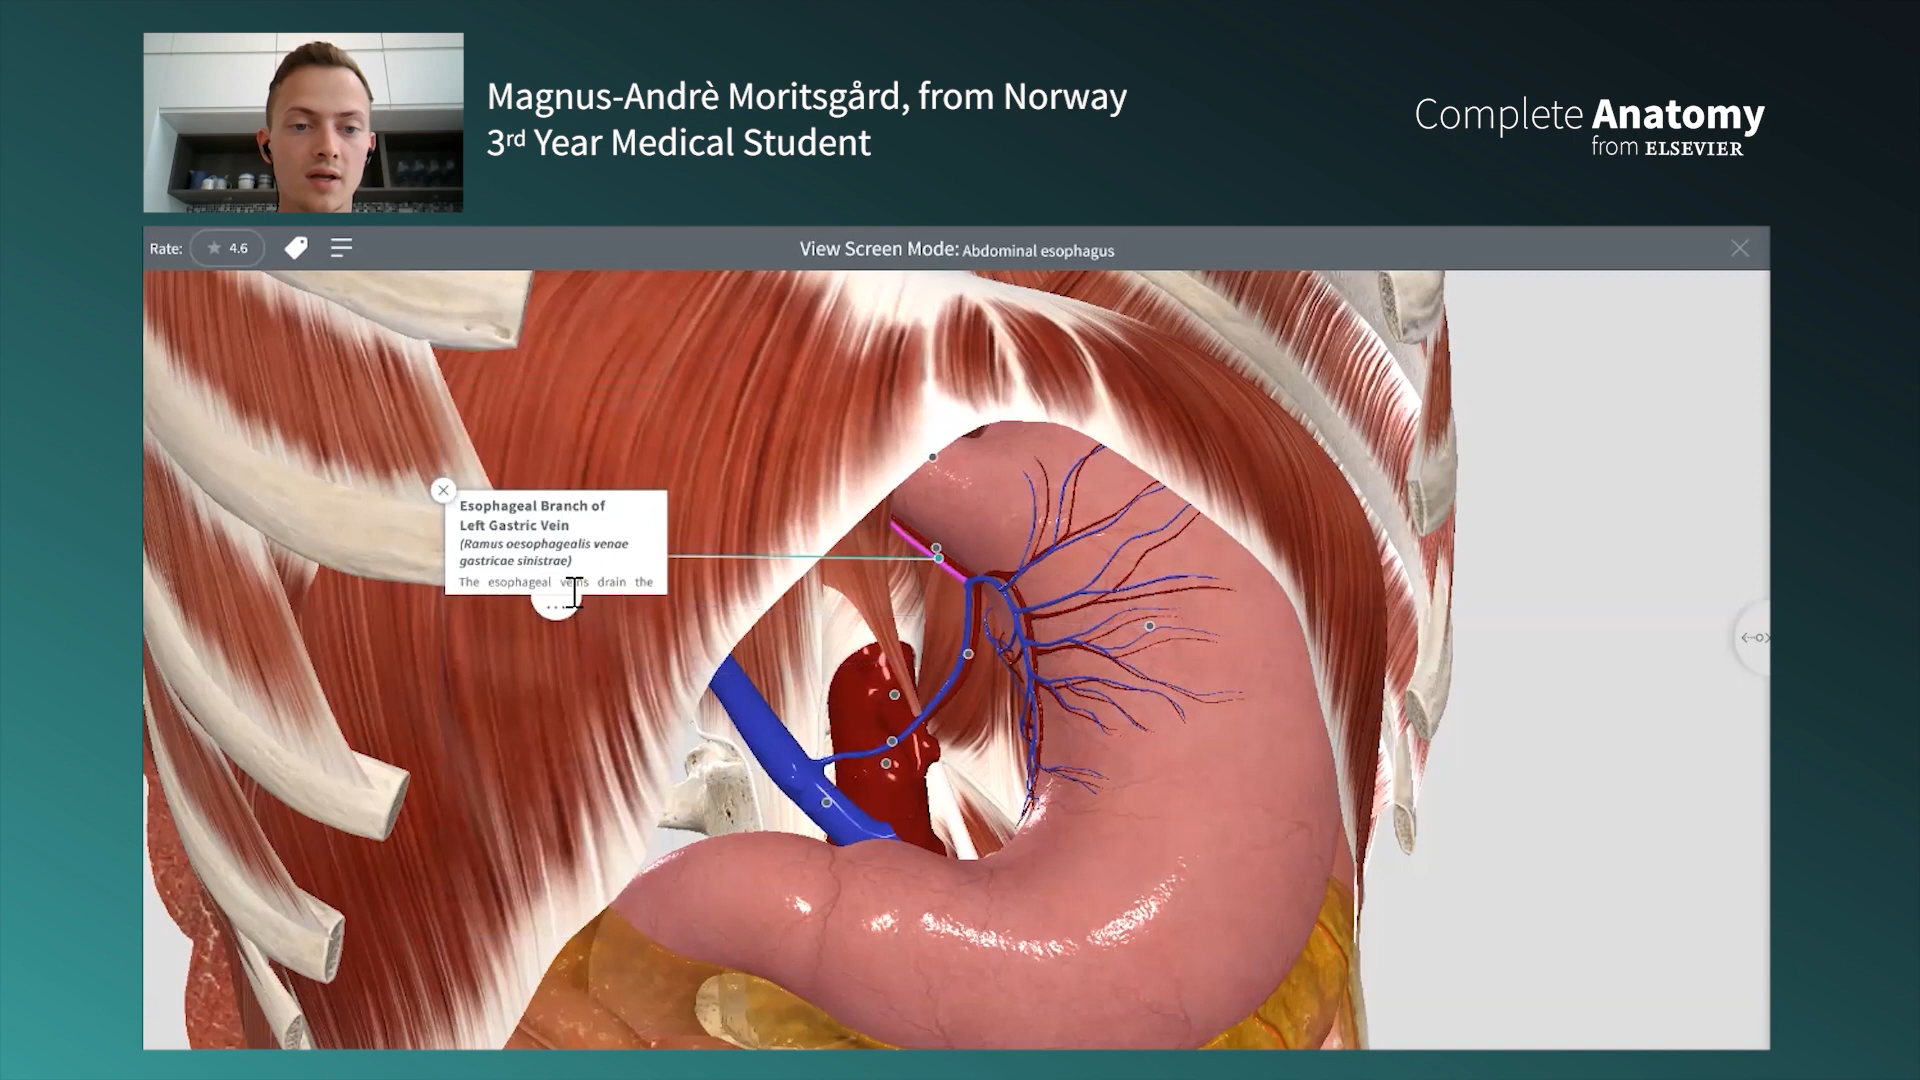 Magnus-Andrè Moritsgård, from Norway
3rd Year Medical Student
Complete Anatomy
from ELSEVIER
Rate: 4.6
View Screen Mode: Abdominal esophagus
Esophageal Branch of
Left Gastric Vein
(Ramus oesophagealis venae
gastricae sinistrae)
The esophageal veins drain the